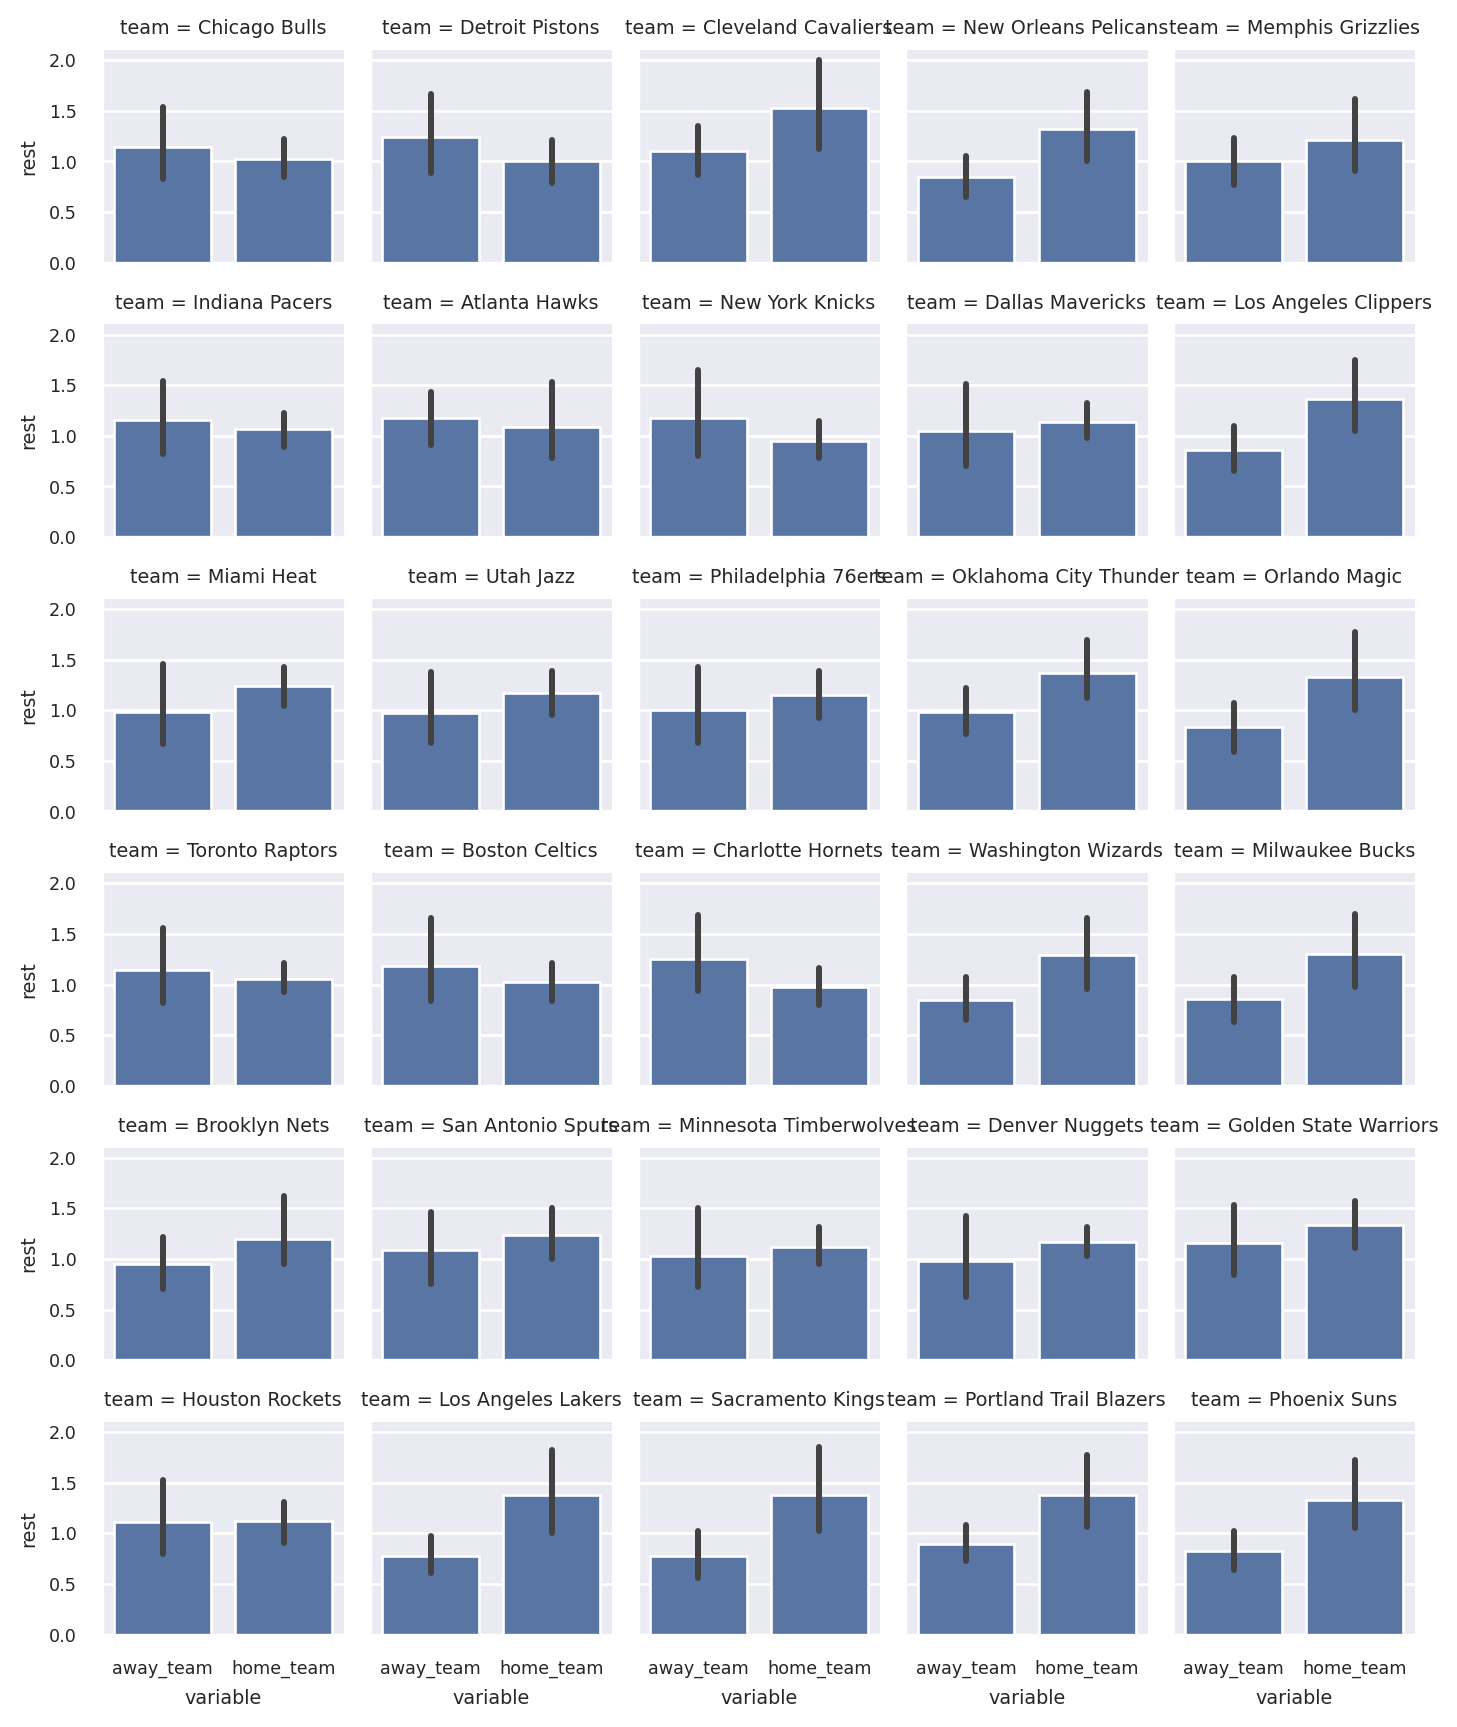 team = Chicago Bulls team = Detroit Pistons team = Cleveland Cavaliers team = New Orleans Pelicans team = Memphis Grizzlies
2.0
1.5
1.0
0.5
0.0
rest
team = Indiana Pacers team = Atlanta Hawks team = New York Knicks team = Dallas Mavericks team = Los Angeles Clippers
2.0
1.5
1.0
0.5
0.0
rest
team = Miami Heat team = Utah Jazz team = Philadelphia 76ers team = Oklahoma City Thunder team = Orlando Magic
2.0
1.5
1.0
0.5
0.0
rest
team = Toronto Raptors team = Boston Celtics team = Charlotte Hornets team = Washington Wizards team = Milwaukee Bucks
2.0
1.5
1.0
0.5
0.0
rest
team = Brooklyn Nets team = San Antonio Spurs team = Minnesota Timberwolves team = Denver Nuggets team = Golden State Warriors
2.0
1.5
1.0
0.5
0.0
rest
team = Houston Rockets team = Los Angeles Lakers team = Sacramento Kings team = Portland Trail Blazers team = Phoenix Suns
2.0
1.5
1.0
0.5
0.0
rest
away_team home_team away_team home_team away_team home_team away_team home_team away_team home_team
variable variable variable variable variable